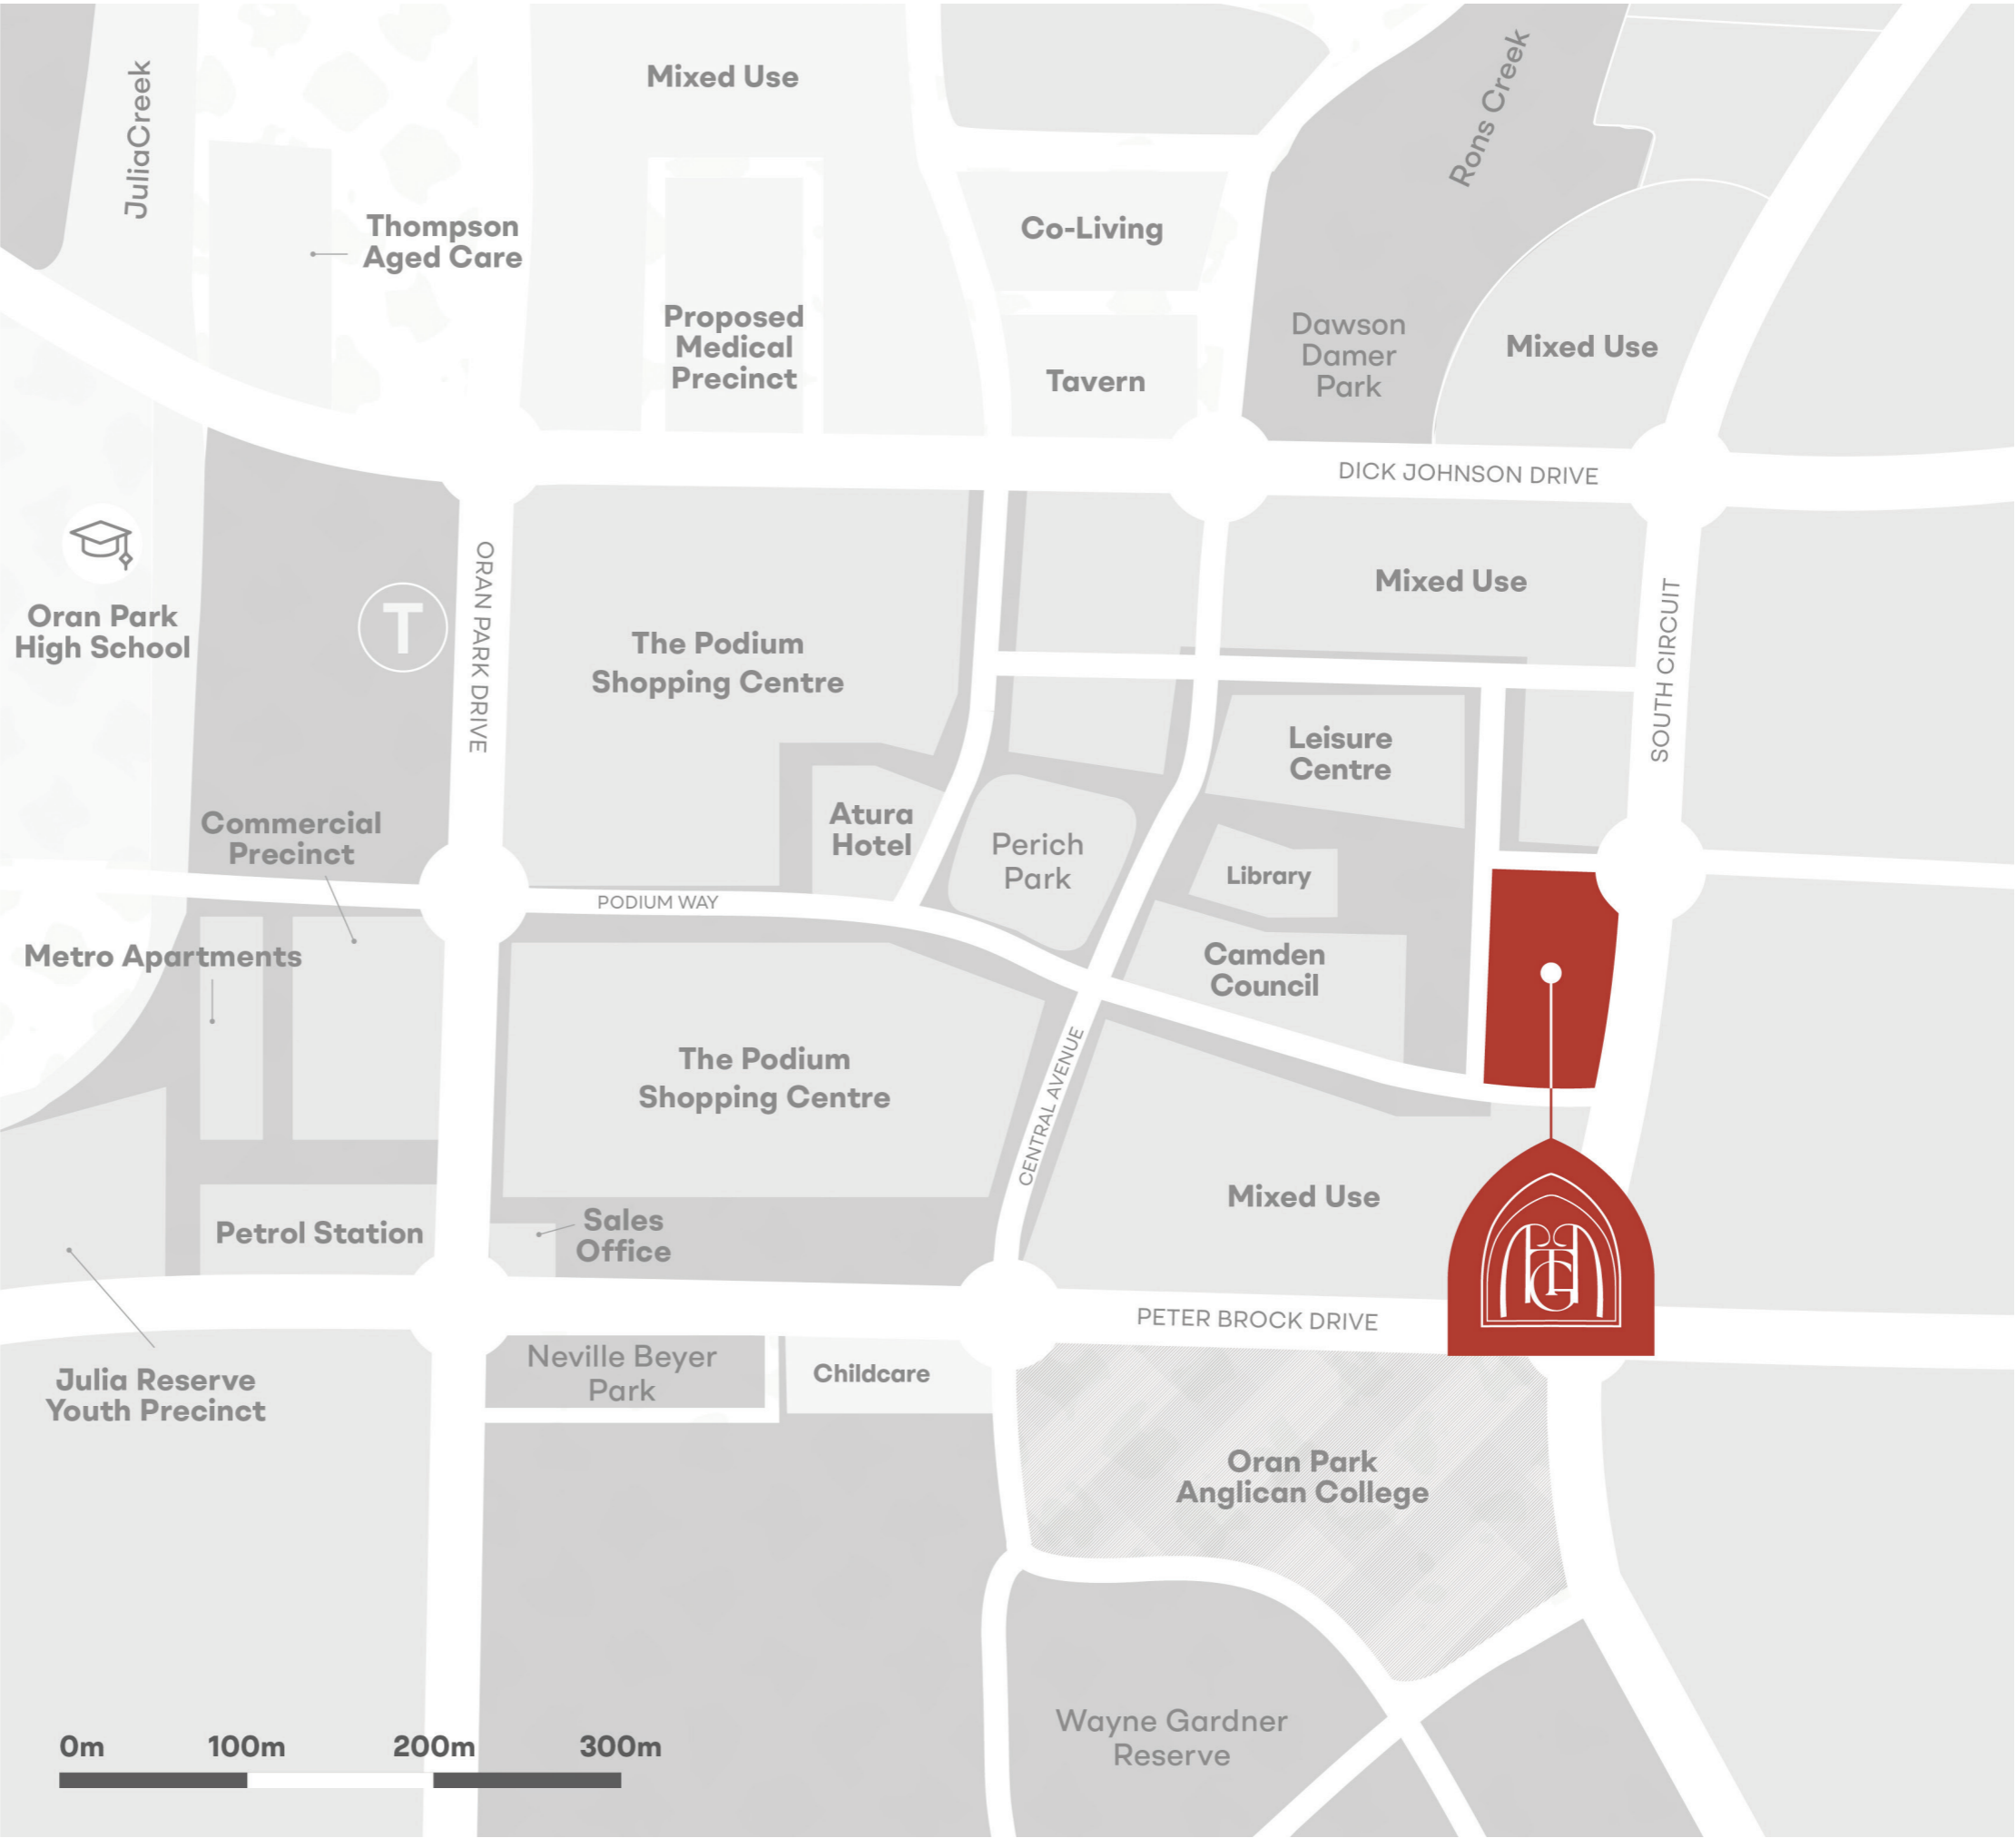 JuliaCreek
Mixed Use
Rons Creek
Thompson
Aged Care
Co-Living
Proposed
Medical
Precinct
Tavern
Dawson
Damer
Park
Mixed Use
DICK JOHNSON DRIVE
ORAN PARK DRIVE
Oran Park
High School
T
The Podium
Shopping Centre
Mixed Use
SOUTH CIRCUIT
Leisure
Centre
Commercial
Precinct
Atura
Hotel
Perich
Park
Library
PODIUM WAY
Metro Apartments
Camden
Council
The Podium
Shopping Centre
CENTRAL AVENUE
Mixed Use
Petrol Station
Sales
Office
PETER BROCK DRIVE
Neville Beyer
Park
Childcare
Julia Reserve
Youth Precinct
Oran Park
Anglican College
Wayne Gardner
Reserve
0m 100m 200m 300m